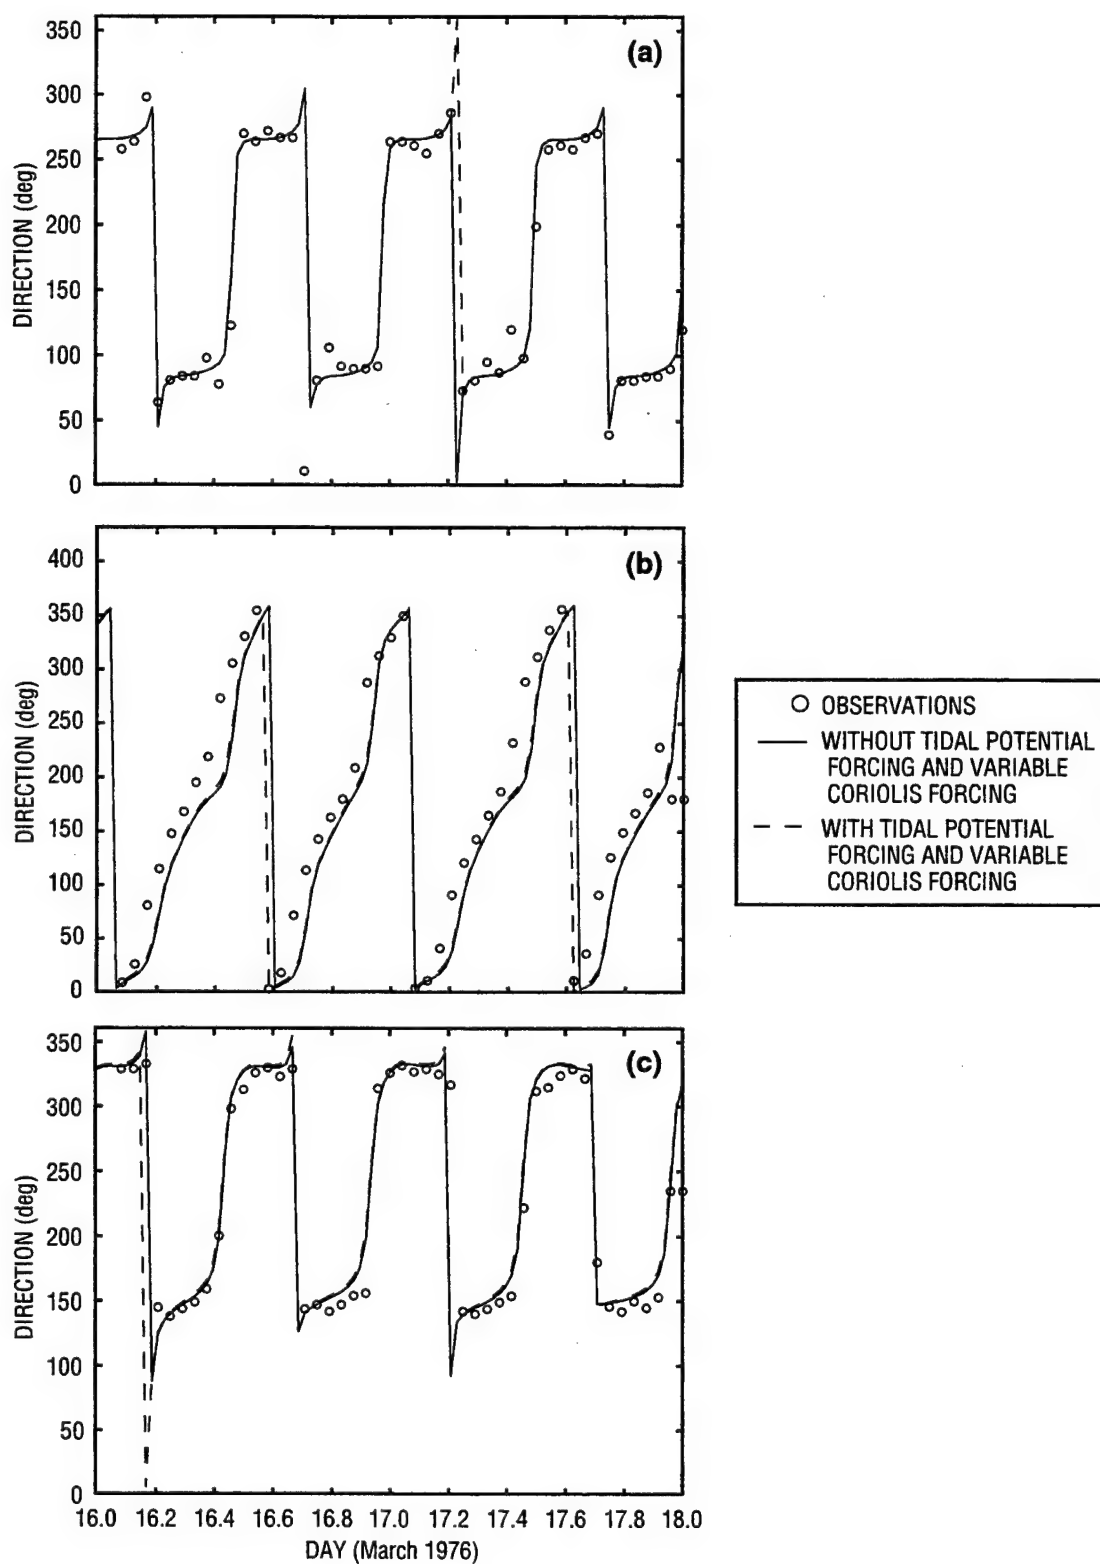 (a)
350
300
250
200
150
100
50
0
DIRECTION (deg)
(b)
400
350
300
250
200
150
100
50
0
DIRECTION (deg)
(c)
350
300
250
200
150
100
50
0
DIRECTION (deg)
16.0 16.2 16.4 16.6 16.8 17.0 17.2 17.4 17.6 17.8 18.0
DAY (March 1976)
OBSERVATIONS
WITHOUT TIDAL POTENTIAL
FORCING AND VARIABLE
CORIOLIS FORCING
WITH TIDAL POTENTIAL
FORCING AND VARIABLE
CORIOLIS FORCING